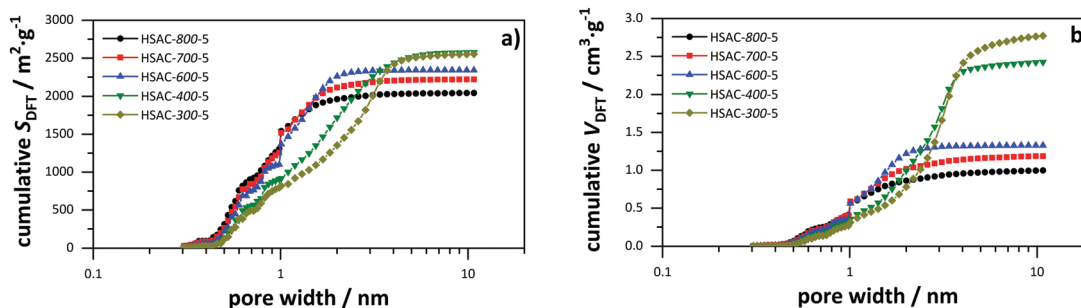 3000
2500
2000
1500
1000
500
0
cumulative S_DFT / m²·g⁻¹
HSAC-800-5
HSAC-700-5
HSAC-600-5
HSAC-400-5
HSAC-300-5
a)
0.1
1
10
pore width / nm
3.0
2.5
2.0
1.5
1.0
0.5
0.0
cumulative V_DFT / cm³·g⁻¹
HSAC-800-5
HSAC-700-5
HSAC-600-5
HSAC-400-5
HSAC-300-5
b)
0.1
1
10
pore width / nm